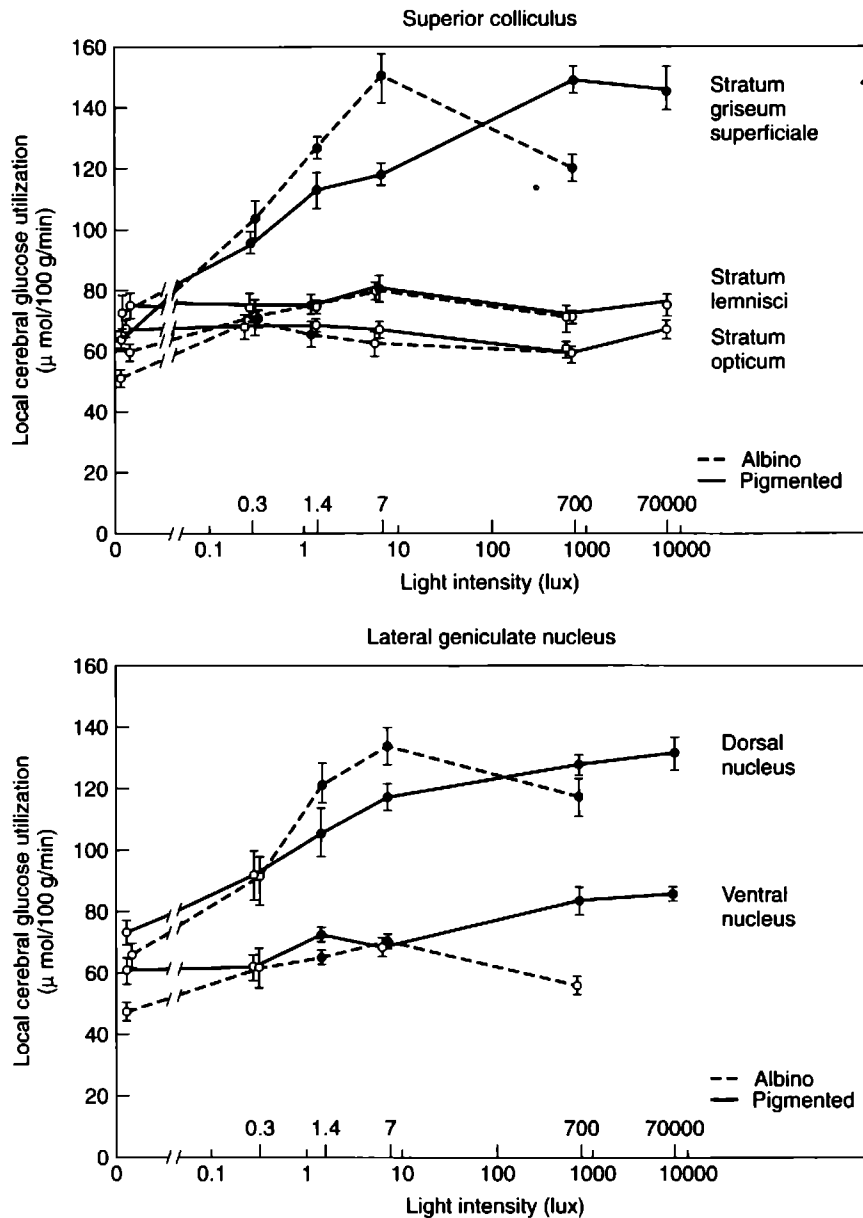 Superior colliculus
160
140
120
100
80
60
40
20
0
Local cerebral glucose utilization
(μ mol/100 g/min)
Stratum
griseum
superficiale
Stratum
lemnisci
Stratum
opticum
Albino
Pigmented
0.3 1.4 7 700 70000
0 0.1 1 10 100 1000 10000
Light intensity (lux)
Lateral geniculate nucleus
160
140
120
100
80
60
40
20
0
Local cerebral glucose utilization
(μ mol/100 g/min)
Dorsal
nucleus
Ventral
nucleus
Albino
Pigmented
0.3 1.4 7 700 70000
0 0.1 1 10 100 1000 10000
Light intensity (lux)